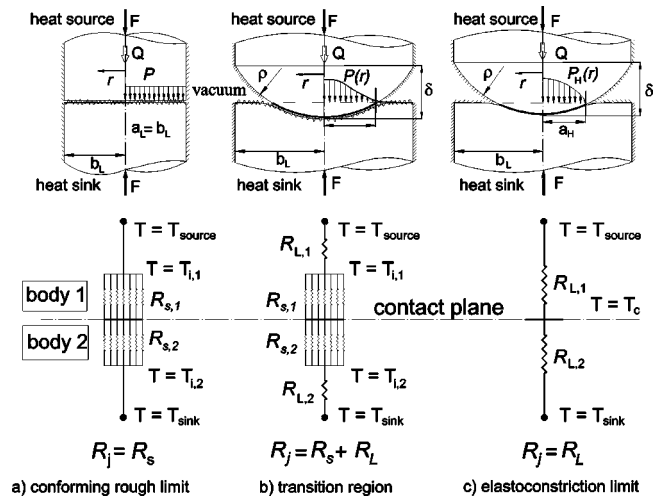 heat source
F
Q
r
P
vacuum
a_L = b_L
b_L
heat sink
F
heat source
F
Q
ρ
r
P(r)
δ
b_L
heat sink
F
heat source
F
Q
ρ
r
P_H(r)
δ
a_H
b_L
heat sink
F
T = T_source
T = T_i,1
R_s,1
R_s,2
T = T_i,2
T = T_sink
body 1
body 2
T = T_source
R_L,1
T = T_i,1
R_s,1
R_s,2
T = T_i,2
R_L,2
T = T_sink
contact plane
T = T_source
R_L,1
T = T_c
R_L,2
T = T_sink
R_j = R_s
R_j = R_s + R_L
R_j = R_L
a) conforming rough limit
b) transition region
c) elastoconstriction limit